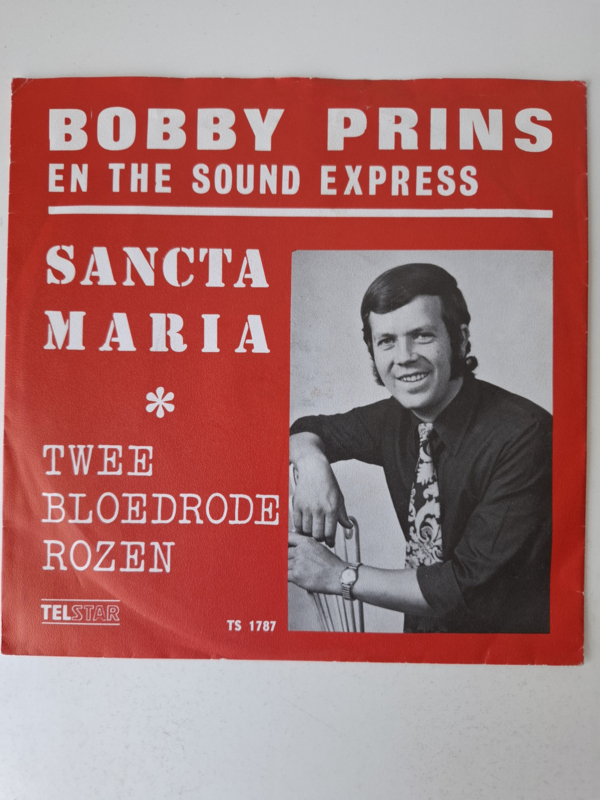 BOBBY PRINS
EN THE SOUND EXPRESS
SANCTA
MARIA
*
TWEE
BLOEDRODE
ROZEN
TELSTAR
TS 1787